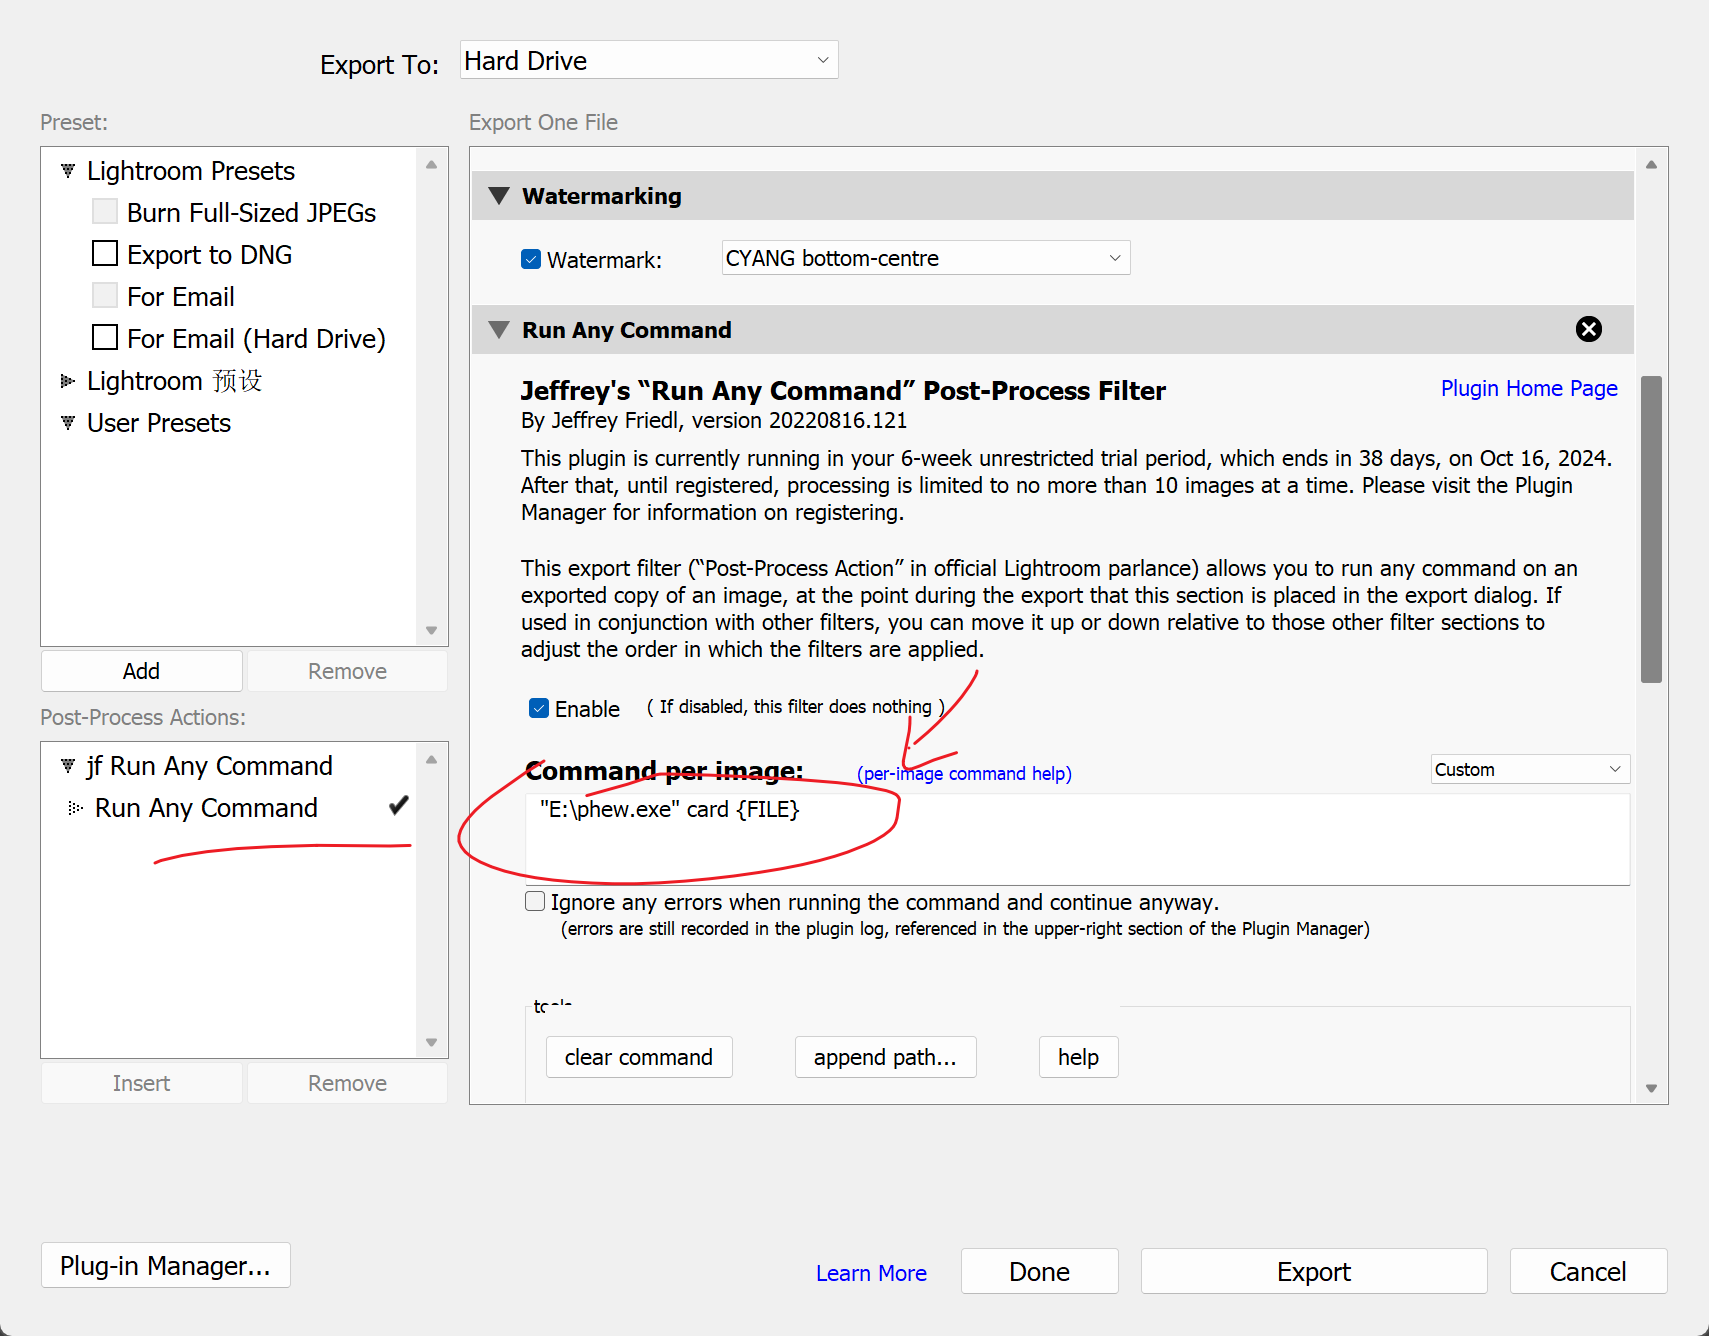 Export To:
Hard Drive
Preset:
Lightroom Presets
Burn Full-Sized JPEGs
Export to DNG
For Email
For Email (Hard Drive)
Lightroom 预设
User Presets
Add
Remove
Post-Process Actions:
jf Run Any Command
Run Any Command
Insert
Remove
Export One File
Watermarking
Watermark:
CYANG bottom-centre
Run Any Command
Jeffrey's “Run Any Command” Post-Process Filter
Plugin Home Page
By Jeffrey Friedl, version 20220816.121
This plugin is currently running in your 6-week unrestricted trial period, which ends in 38 days, on Oct 16, 2024.
After that, until registered, processing is limited to no more than 10 images at a time. Please visit the Plugin
Manager for information on registering.
This export filter (“Post-Process Action” in official Lightroom parlance) allows you to run any command on an
exported copy of an image, at the point during the export that this section is placed in the export dialog. If
used in conjunction with other filters, you can move it up or down relative to those other filter sections to
adjust the order in which the filters are applied.
Enable
( If disabled, this filter does nothing )
Command per image:
(per-image command help)
Custom
"E:\phew.exe" card {FILE}
Ignore any errors when running the command and continue anyway.
(errors are still recorded in the plugin log, referenced in the upper-right section of the Plugin Manager)
tools
clear command
append path...
help
Plug-in Manager...
Learn More
Done
Export
Cancel